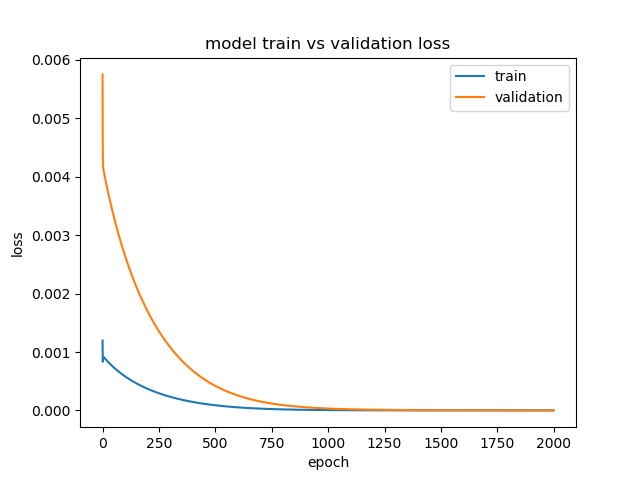 model train vs validation loss
train
validation
loss
0.006
0.005
0.004
0.003
0.002
0.001
0.000
0 250 500 750 1000 1250 1500 1750 2000
epoch